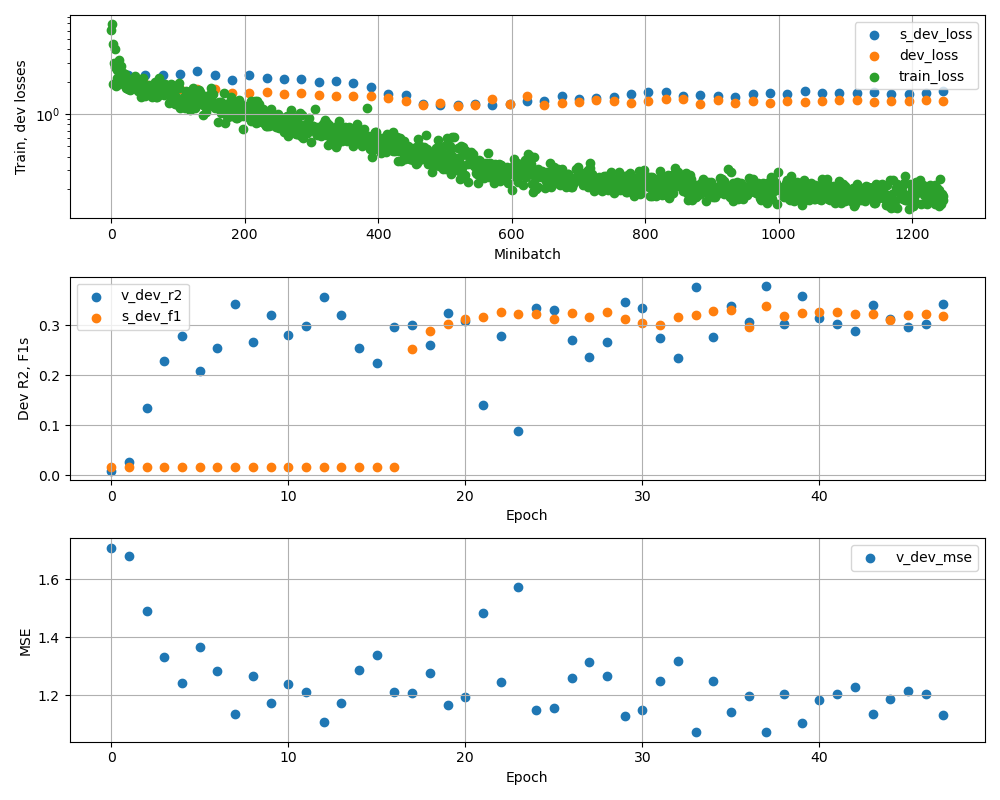 Train, dev losses
10⁰
s_dev_loss
dev_loss
train_loss
0 200 400 600 800 1000 1200
Minibatch
Dev R2, F1s
0.3
0.2
0.1
0.0
v_dev_r2
s_dev_f1
0 10 20 30 40
Epoch
MSE
1.6
1.4
1.2
v_dev_mse
0 10 20 30 40
Epoch